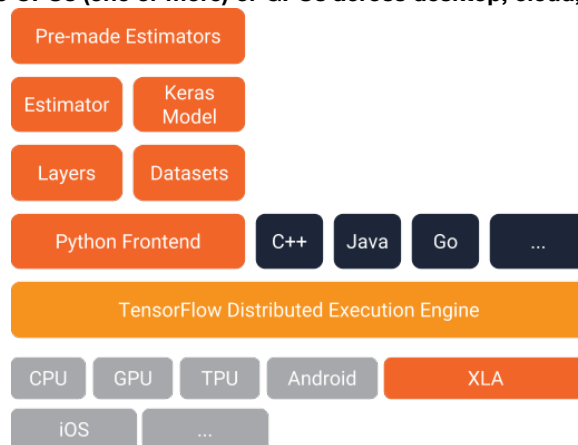 Pre-made Estimators
Estimator
Keras
Model
Layers
Datasets
Python Frontend
C++
Java
Go
...
TensorFlow Distributed Execution Engine
CPU
GPU
TPU
Android
XLA
iOS
...